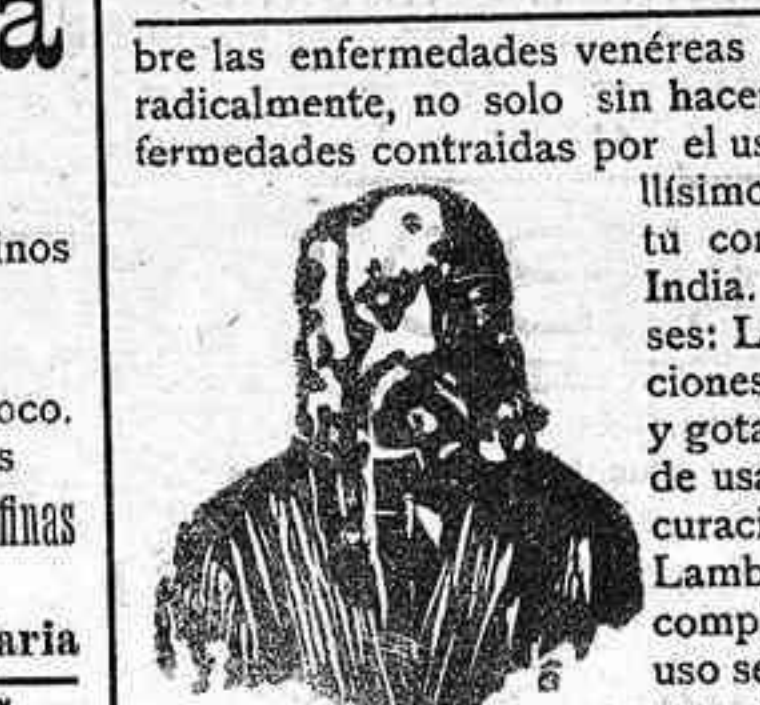 a
inos
oco.
s
finas
aria
bre las enfermedades venéreas
radicalmente, no solo sin hacer
fermedades contraidas por el us
llísimo
tú con
India.
ses: L
ciones
y gota
de usa
curaci
Lamb
comp
uso se